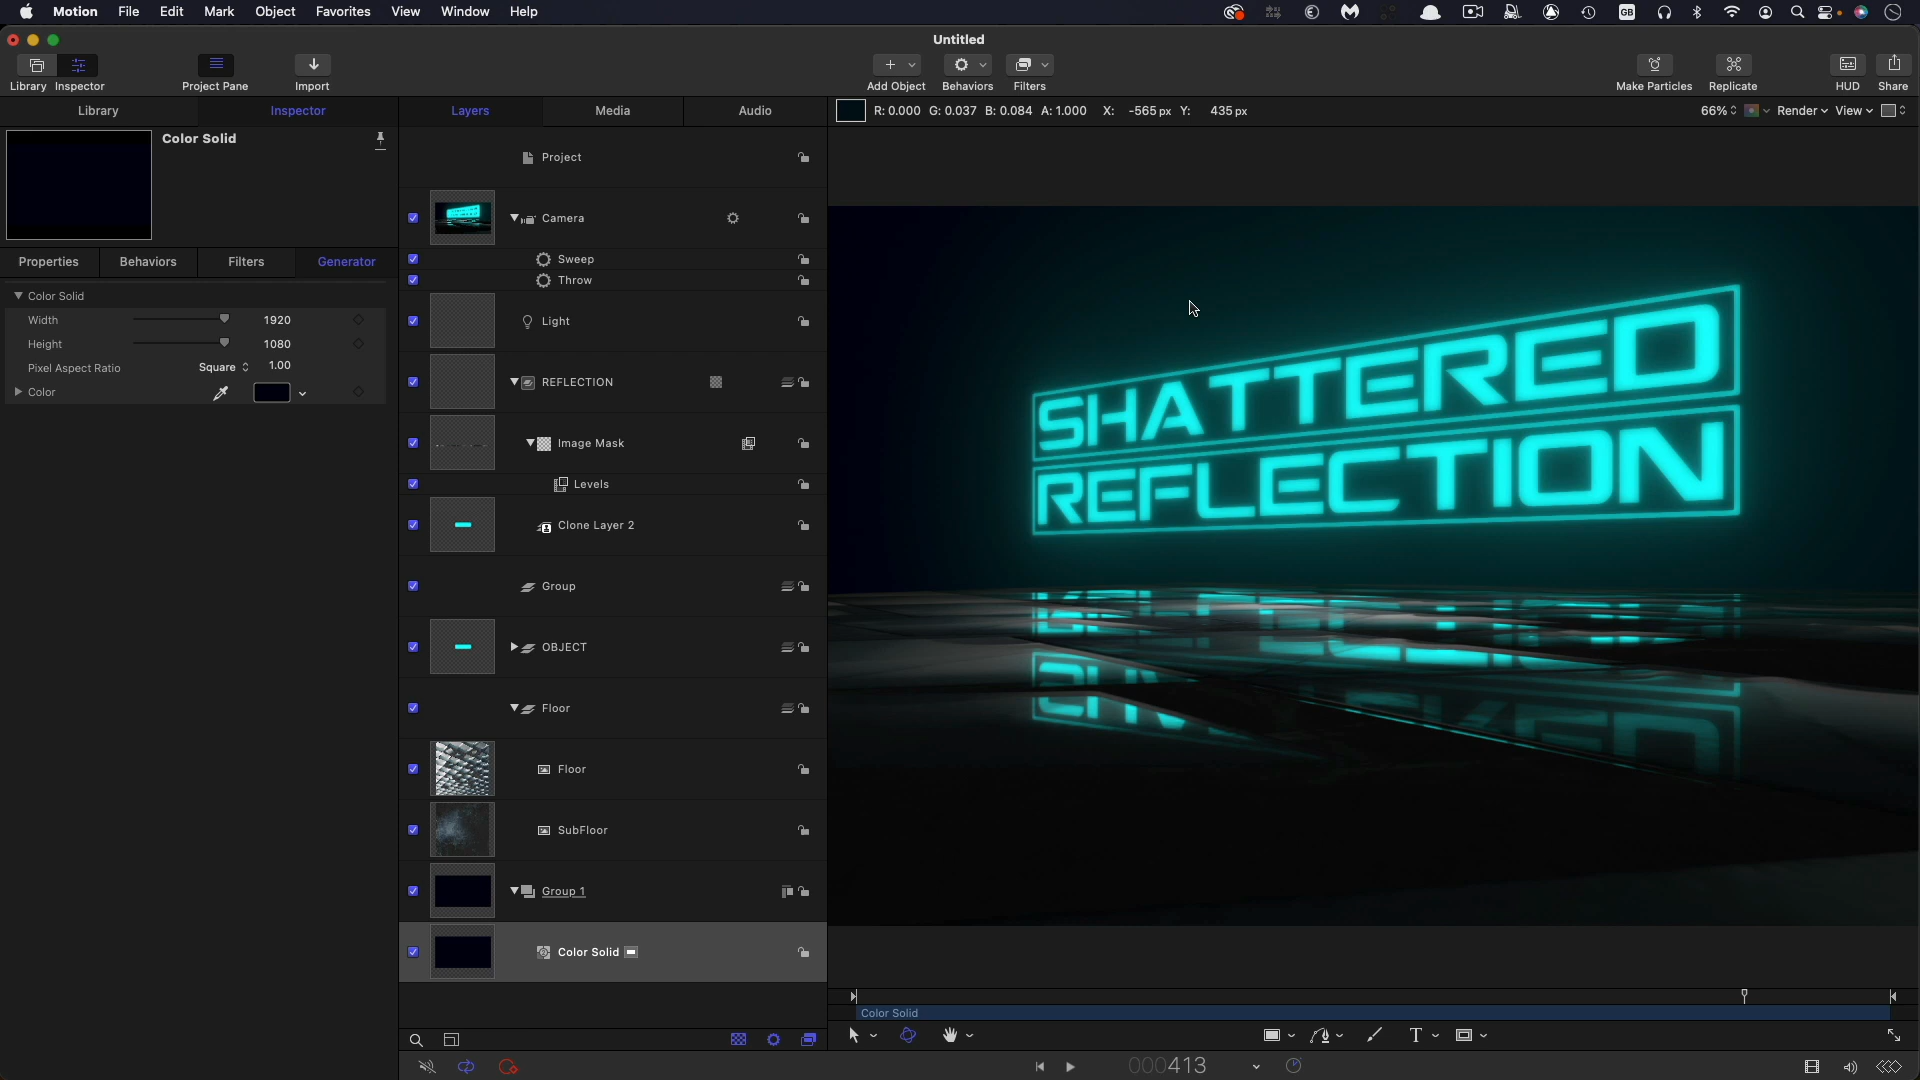 Motion File Edit Mark Object Favorites View Window Help
GB
Untitled
Library Inspector Project Pane Import Add Object Behaviors Filters Make Particles Replicate HUD Share
Library Inspector Layers Media Audio
R: 0.000 G: 0.037 B: 0.084 A: 1.000 X: -565 px Y: 435 px
66% Render View
Color Solid
Project
Camera
Properties Behaviors Filters Generator
Sweep
Throw
Color Solid
Width 1920
Height 1080
Pixel Aspect Ratio Square 1.00
Color
Light
REFLECTION
Image Mask
Levels
Clone Layer 2
Group
OBJECT
Floor
Floor
SubFloor
Group 1
Color Solid
SHATTERED
REFLECTION
Color Solid
T
000413